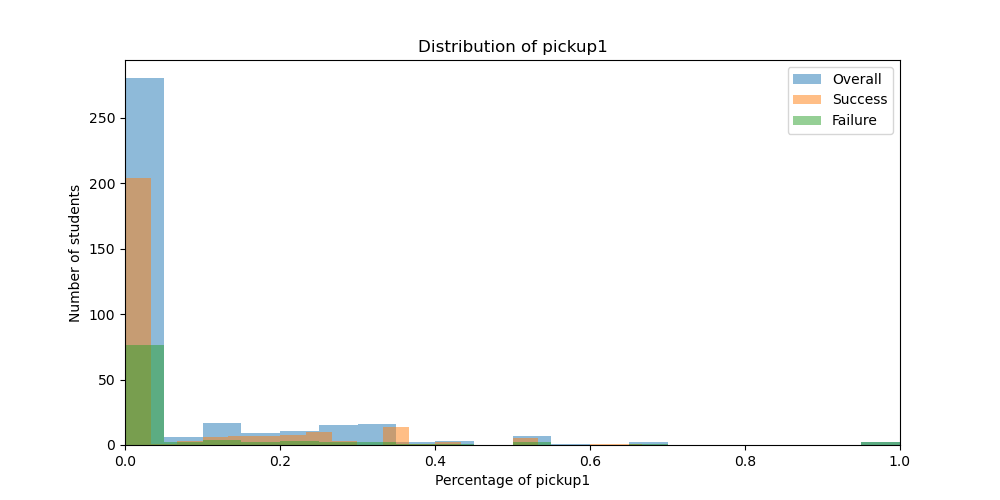 Distribution of pickup1
Overall
Success
Failure
Number of students
250
200
150
100
50
0
0.0 0.2 0.4 0.6 0.8 1.0
Percentage of pickup1